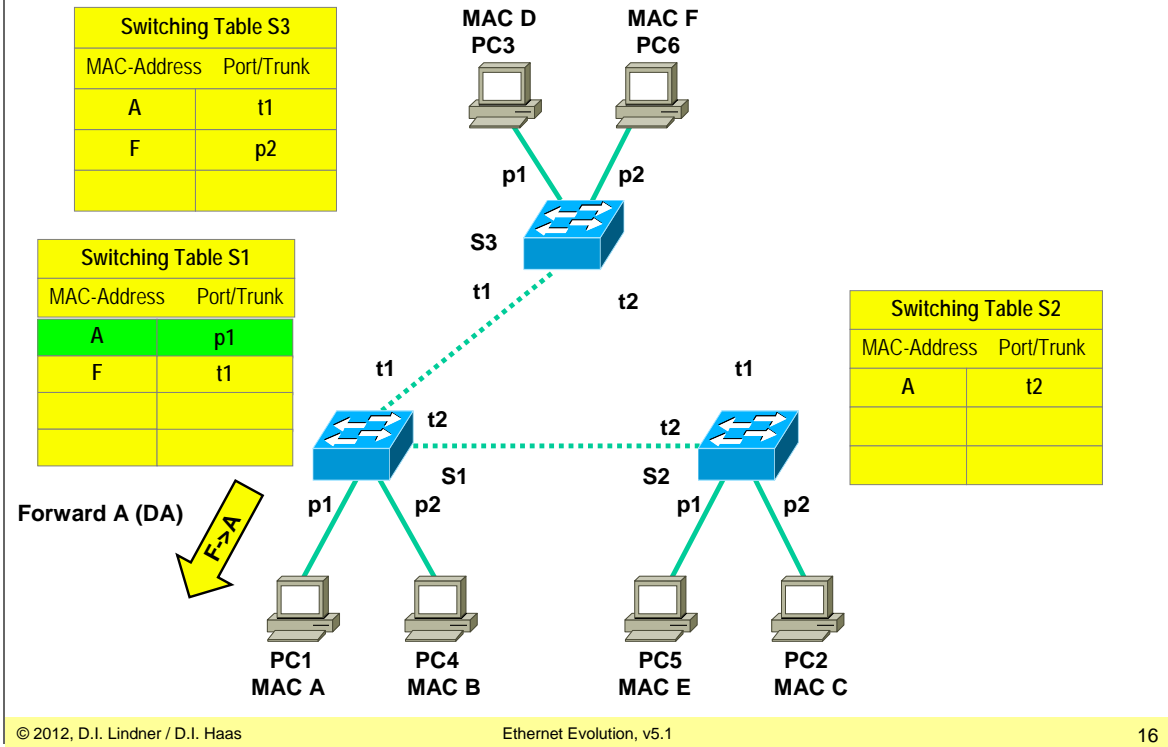 Switching Table S3
MAC-Address Port/Trunk
A t1
F p2
MAC D
PC3
MAC F
PC6
p1
p2
S3
t1
t2
Switching Table S1
MAC-Address Port/Trunk
A p1
F t1
Switching Table S2
MAC-Address Port/Trunk
A t2
t1
t1
t2
t2
S1
S2
Forward A (DA)
F->A
p1
p2
p1
p2
PC1
MAC A
PC4
MAC B
PC5
MAC E
PC2
MAC C
© 2012, D.I. Lindner / D.I. Haas
Ethernet Evolution, v5.1
16